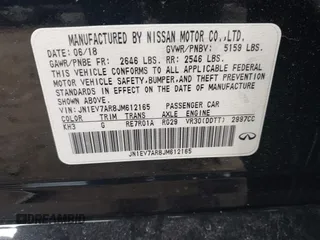 MANUFACTURED BY NISSAN MOTOR CO.,LTD.
DATE: 06/18 GVWR/PNBV: 5159 LBS.
GAWR/PNBE FR: 2646 LBS. RR: 2546 LBS. THIS
VEHICLE CONFORMS TO ALL APPLICABLE FEDERAL
MOTOR VEHICLE SAFETY, BUMPER, AND THEFT PREVENTION
STANDARDS IN EFFECT ON THE DATE OF MANUFACTURE
SHOWN ABOVE.
VIN: JN1EV7AR8JM612165 PASSENGER CAR
COLOR TRIM TRANS AXLE ENGINE
KH3 G RE7R01A RG29 VR30(DDTT) 2997CC
JN1EV7AR8JM612165
INFINITI
DREAMBID